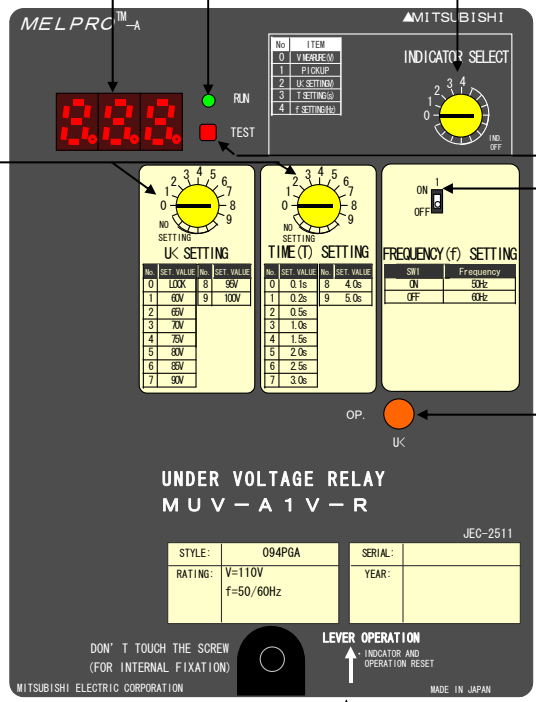 MELPRO™-A
▲MITSUBISHI
No ITEM
0 V MEARURE(V)
1 PICKUP
2 U< SETTING(V)
3 T SETTING(s)
4 f SETTING(Hz)
INDICATOR SELECT
0 1 2 3 4
IND. OFF
8. 8. 8.
RUN
TEST
0 1 2 3 4 5 6 7 8 9
NO SETTING
U< SETTING
No. SET. VALUE No. SET. VALUE
0 LOCK 8 95V
1 60V 9 100V
2 65V
3 70V
4 75V
5 80V
6 85V
7 90V
0 1 2 3 4 5 6 7 8 9
NO SETTING
TIME(T) SETTING
No. SET. VALUE No. SET. VALUE
0 0.1s 8 4.0s
1 0.2s 9 5.0s
2 0.5s
3 1.0s
4 1.5s
5 2.0s
6 2.5s
7 3.0s
1
ON
OFF
FREQUENCY(f) SETTING
SW1 Frequency
ON 50Hz
OFF 60Hz
OP.
U<
UNDER VOLTAGE RELAY
MUV-A1V-R
JEC-2511
STYLE: 094PGA
RATING: V=110V
f=50/60Hz
SERIAL:
YEAR:
DON'T TOUCH THE SCREW
(FOR INTERNAL FIXATION)
LEVER OPERATION
· INDCATOR AND
OPERATION RESET
MITSUBISHI ELECTRIC CORPORATION
MADE IN JAPAN